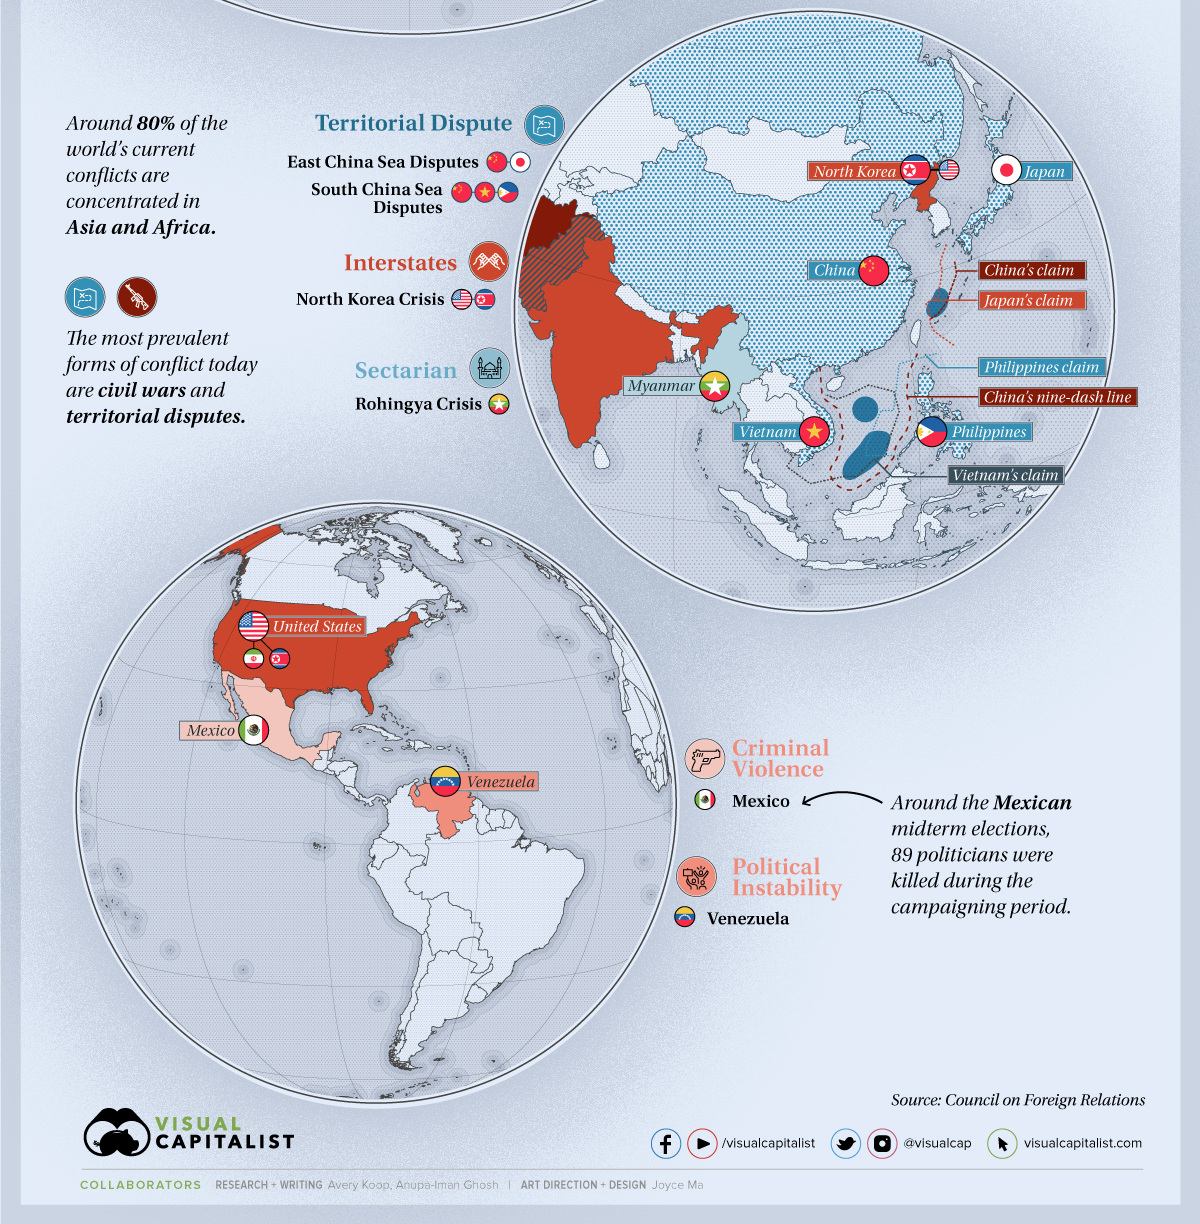 Around 80% of the
world's current
conflicts are
concentrated in
Asia and Africa.
The most prevalent
forms of conflict today
are civil wars and
territorial disputes.
Territorial Dispute
East China Sea Disputes
South China Sea
Disputes
Interstates
North Korea Crisis
Sectarian
Rohingya Crisis
North Korea
Japan
China
China's claim
Japan's claim
Philippines claim
Myanmar
China's nine-dash line
Vietnam
Philippines
Vietnam's claim
United States
Mexico
Venezuela
Criminal
Violence
Mexico
Around the Mexican
midterm elections,
89 politicians were
killed during the
campaigning period.
Political
Instability
Venezuela
Source: Council on Foreign Relations
VISUAL
CAPITALIST
/visualcapitalist
@visualcap
visualcapitalist.com
COLLABORATORS RESEARCH + WRITING Avery Koop, Anupa-Iman Ghosh | ART DIRECTION + DESIGN Joyce Ma